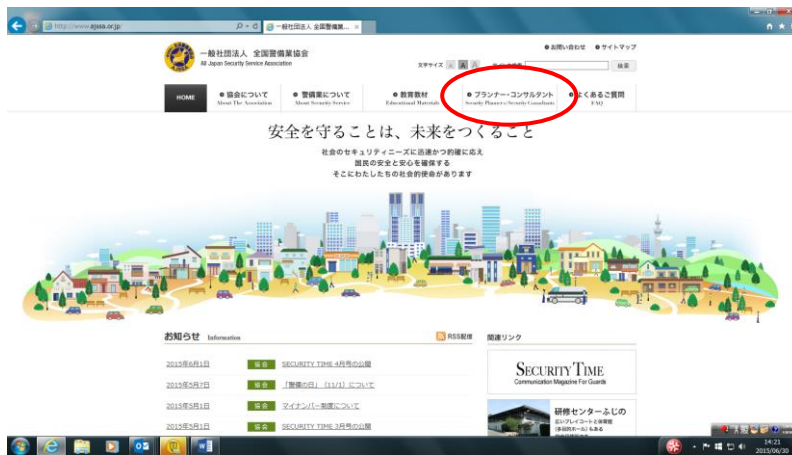 http://www.ajssa.or.jp/
一般社団法人 全国警備業...
お問い合わせ サイトマップ
一般社団法人 全国警備業協会
All Japan Security Service Association
文字サイズ A A A
検索
HOME
協会について
About The Association
警備業について
About Security Service
教育教材
Educational Materials
プランナー・コンサルタント
Security Planners/Security Consultants
よくあるご質問
FAQ
安全を守ることは、未来をつくること
社会のセキュリティニーズに迅速かつ的確に応え
国民の安全と安心を確保する
そこにわたしたちの社会的使命があります
お知らせ Information
RSS配信
関連リンク
2015年6月1日 協会 SECURITY TIME 4月号の公開
2015年5月7日 協会 「警備の日」(11/1)について
2015年5月1日 協会 マイナンバー制度について
2015年5月1日 協会 SECURITY TIME 3月号の公開
SECURITY TIME
Communication Magazine For Guards
研修センターふじの
14:21
2015/06/30